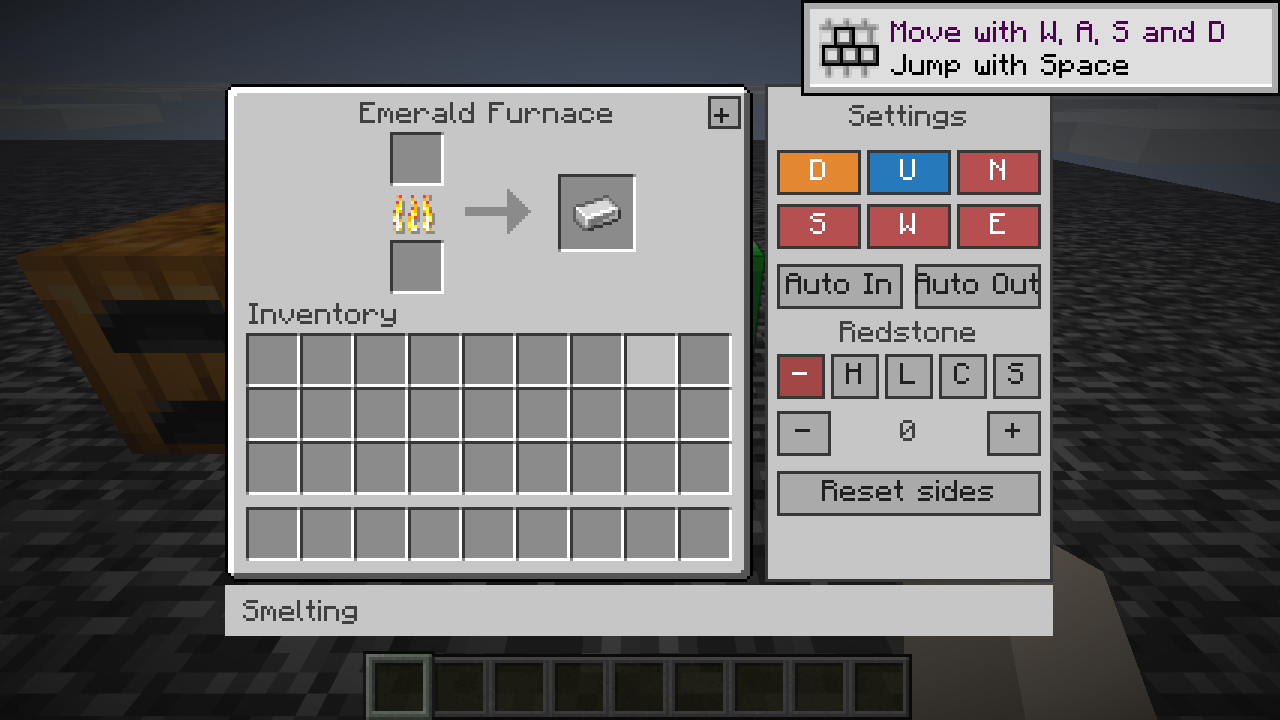 Move with W, A, S and D
Jump with Space
Emerald Furnace
+
Settings
D U N
S W E
Auto In Auto Out
Redstone
- H L C S
- 0 +
Reset sides
Inventory
Smelting